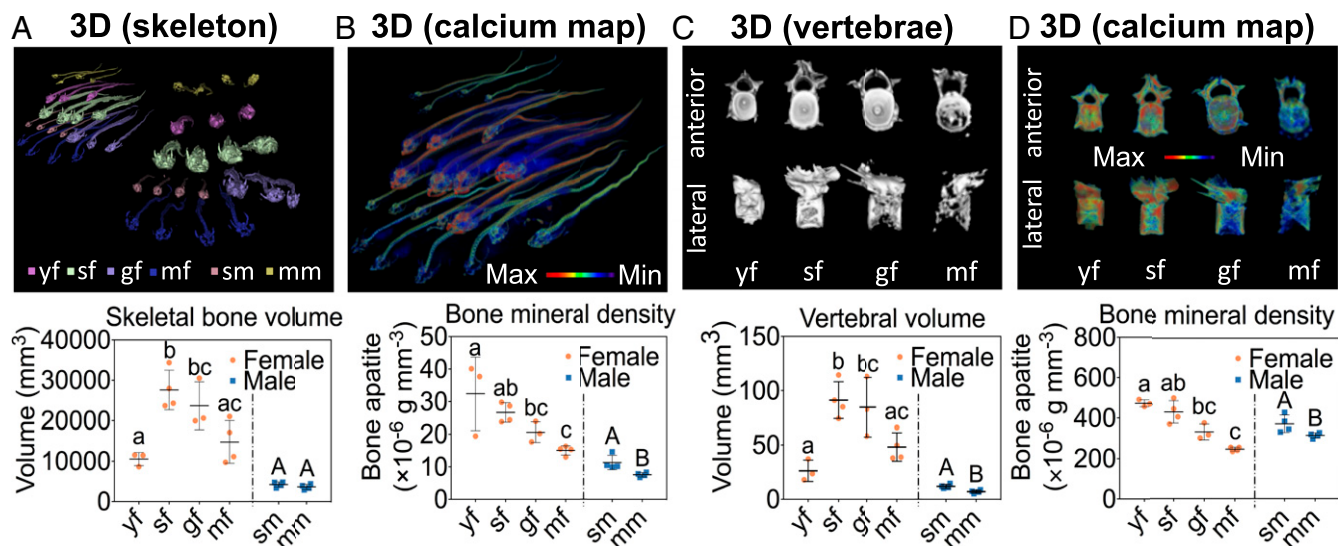 A 3D (skeleton)
yf sf gf mf sm mm
Skeletal bone volume
Volume (mm3)
40000
30000
20000
10000
0
a
b
bc
ac
A
A
Female
Male
yf sf gf mf sm mm
B 3D (calcium map)
Max Min
Bone mineral density
Bone apatite
(×10-6 g mm-3)
50
40
30
20
10
0
a
ab
bc
c
A
B
Female
Male
yf sf gf mf sm mm
C 3D (vertebrae)
anterior
lateral
yf sf gf mf
Vertebral volume
Volume (mm3)
150
100
50
0
a
b
bc
ac
A
B
Female
Male
yf sf gf mf sm mm
D 3D (calcium map)
anterior
Max Min
lateral
yf sf gf mf
Bone mineral density
Bone apatite
(×10-6 g mm-3)
800
600
400
200
0
a
ab
bc
c
A
B
Female
Male
yf sf gf mf sm mm